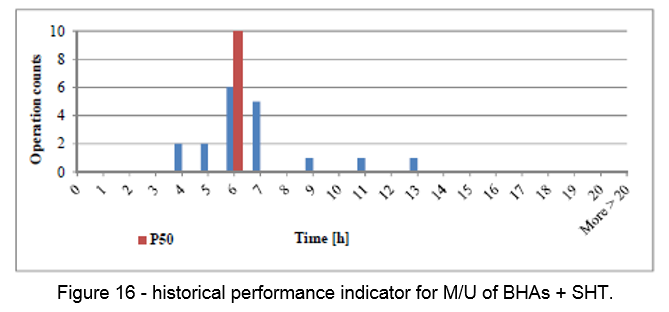 10
8
6
4
2
0
Operation counts
0 1 2 3 4 5 6 7 8 9 10 11 12 13 14 15 16 17 18 19 20 More > 20
P50
Time [h]
Figure 16 - historical performance indicator for M/U of BHAs + SHT.